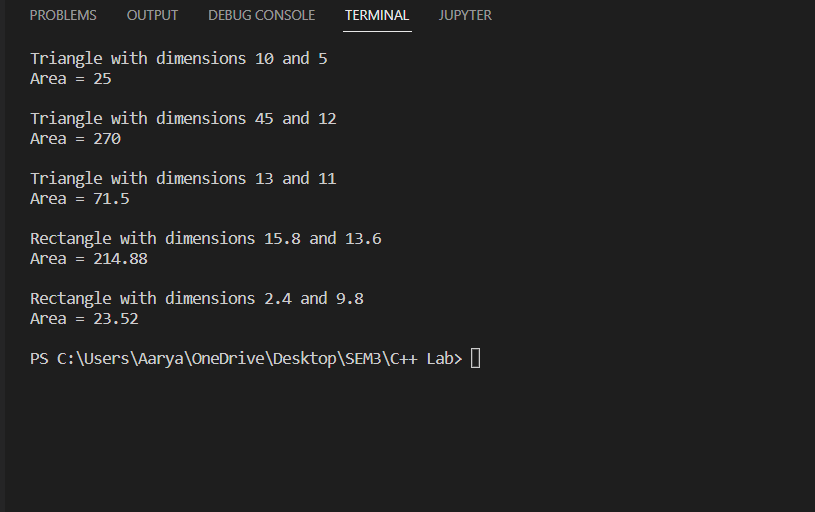 PROBLEMS OUTPUT DEBUG CONSOLE TERMINAL JUPYTER
Triangle with dimensions 10 and 5
Area = 25
Triangle with dimensions 45 and 12
Area = 270
Triangle with dimensions 13 and 11
Area = 71.5
Rectangle with dimensions 15.8 and 13.6
Area = 214.88
Rectangle with dimensions 2.4 and 9.8
Area = 23.52
PS C:\Users\Aarya\OneDrive\Desktop\SEM3\C++ Lab>